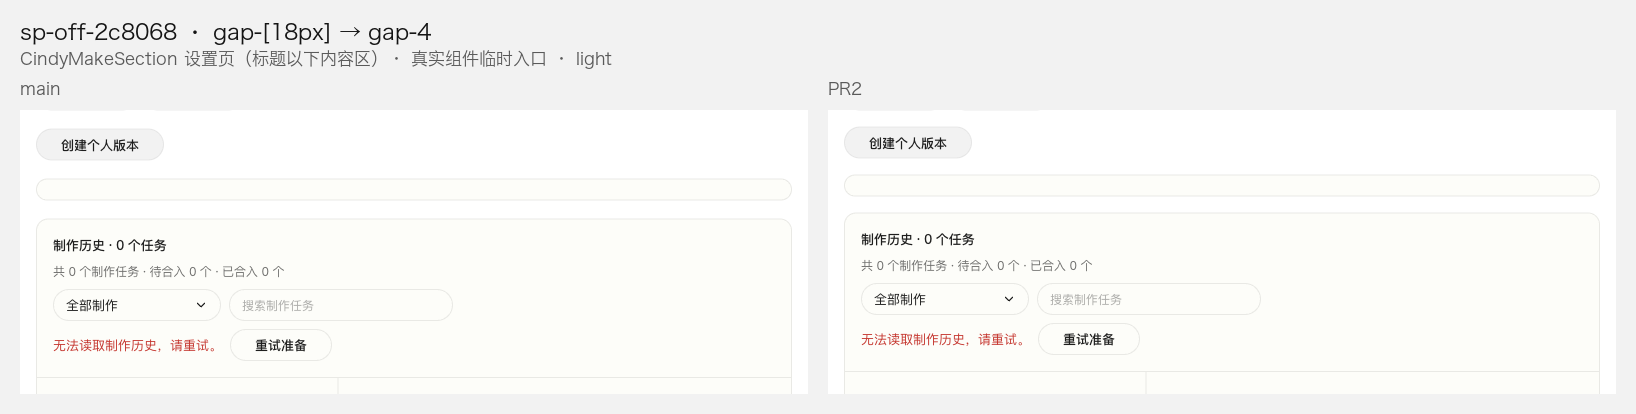 sp-off-2c8068 · gap-[18px] → gap-4
CindyMakeSection 设置页（标题以下内容区） · 真实组件临时入口 · light
main
创建个人版本
制作历史 · 0 个任务
共 0 个制作任务 · 待合入 0 个 · 已合入 0 个
全部制作
搜索制作任务
无法读取制作历史，请重试。
重试准备
PR2
创建个人版本
制作历史 · 0 个任务
共 0 个制作任务 · 待合入 0 个 · 已合入 0 个
全部制作
搜索制作任务
无法读取制作历史，请重试。
重试准备